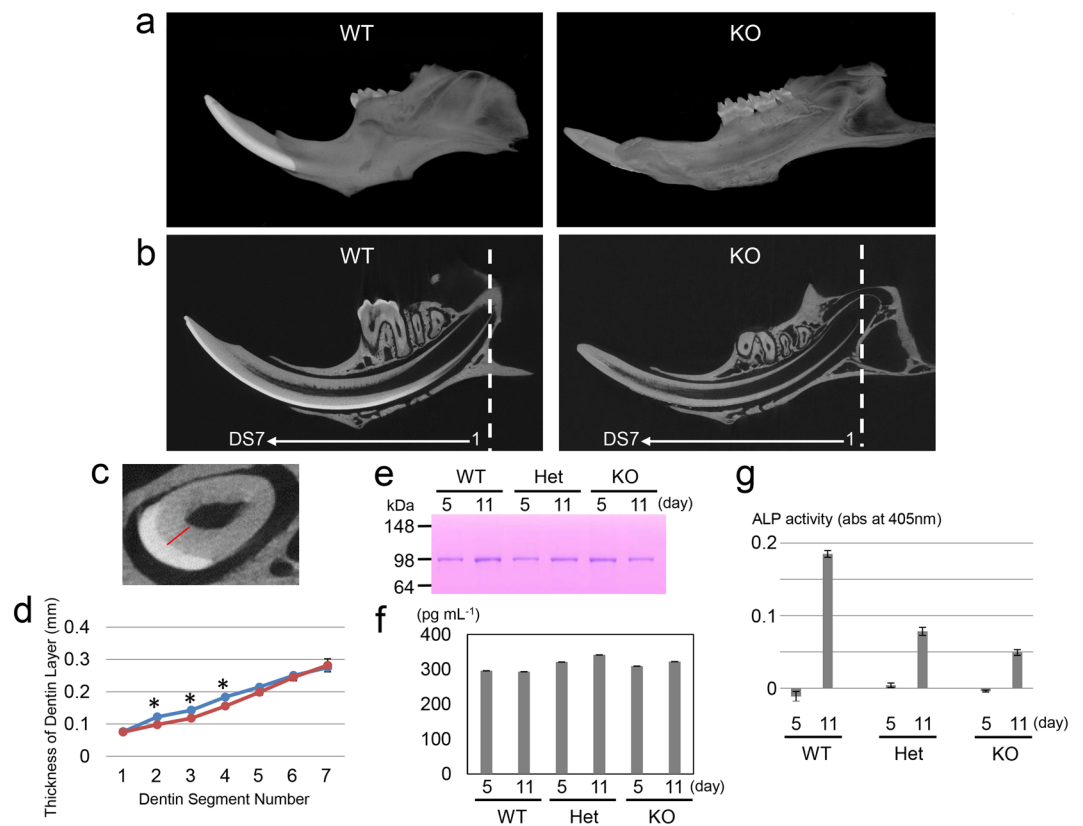 a
WT
KO
b
WT
KO
DS7
1
DS7
1
c
d
Thickness of Dentin Layer (mm)
0.4
0.3
0.2
0.1
0
*
*
*
1 2 3 4 5 6 7
Dentin Segment Number
e
WT Het KO
kDa 5 11 5 11 5 11 (day)
148
98
64
f
(pg mL-1)
400
300
200
100
0
5 11 5 11 5 11 (day)
WT Het KO
g
ALP activity (abs at 405nm)
0.2
0.1
0
5 11 5 11 5 11 (day)
WT Het KO